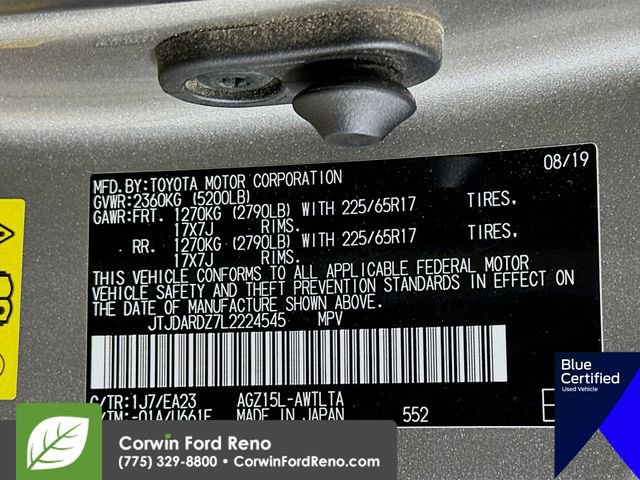 08/19
MFD.BY:TOYOTA MOTOR CORPORATION
GVWR:2360KG (5200LB)
GAWR:FRT. 1270KG (2790LB) WITH 225/65R17 TIRES.
17X7J RIMS.
RR. 1270KG (2790LB) WITH 225/65R17 TIRES.
17X7J RIMS.
THIS VEHICLE CONFORMS TO ALL APPLICABLE FEDERAL MOTOR
VEHICLE SAFETY AND THEFT PREVENTION STANDARDS IN EFFECT ON
THE DATE OF MANUFACTURE SHOWN ABOVE.
JTJDARDZ7L2224545 MPV
C/TR:1J7/EA23 AGZ15L-AWTLTA
MADE IN JAPAN 552
Blue
Certified
Used Vehicle
Corwin Ford Reno
(775) 329-8800 • CorwinFordReno.com